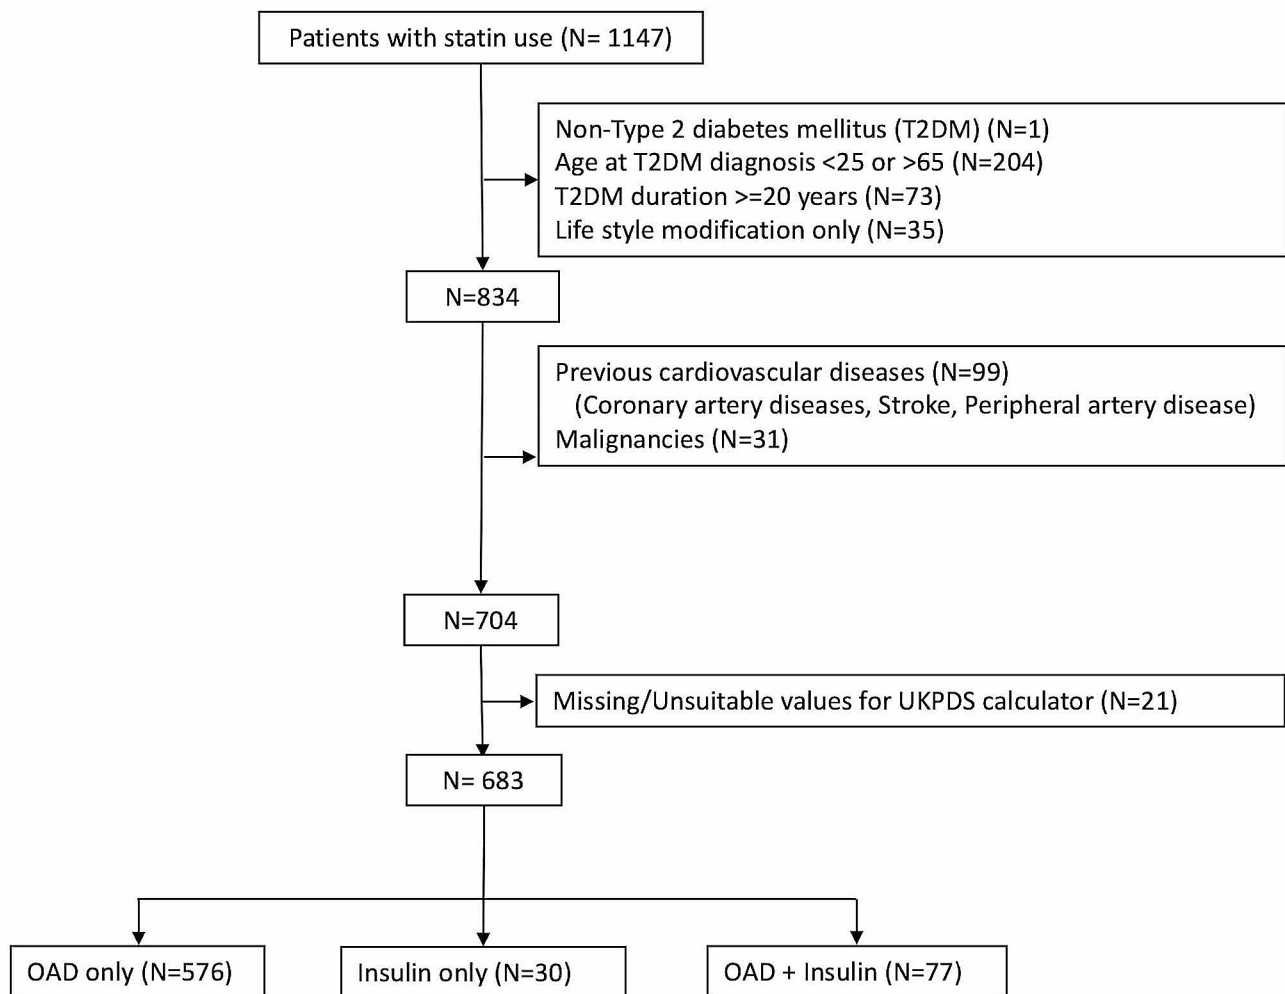 Patients with statin use (N= 1147)
Non-Type 2 diabetes mellitus (T2DM) (N=1)
Age at T2DM diagnosis <25 or >65 (N=204)
T2DM duration >=20 years (N=73)
Life style modification only (N=35)
N=834
Previous cardiovascular diseases (N=99)
(Coronary artery diseases, Stroke, Peripheral artery disease)
Malignancies (N=31)
N=704
Missing/Unsuitable values for UKPDS calculator (N=21)
N= 683
OAD only (N=576)
Insulin only (N=30)
OAD + Insulin (N=77)